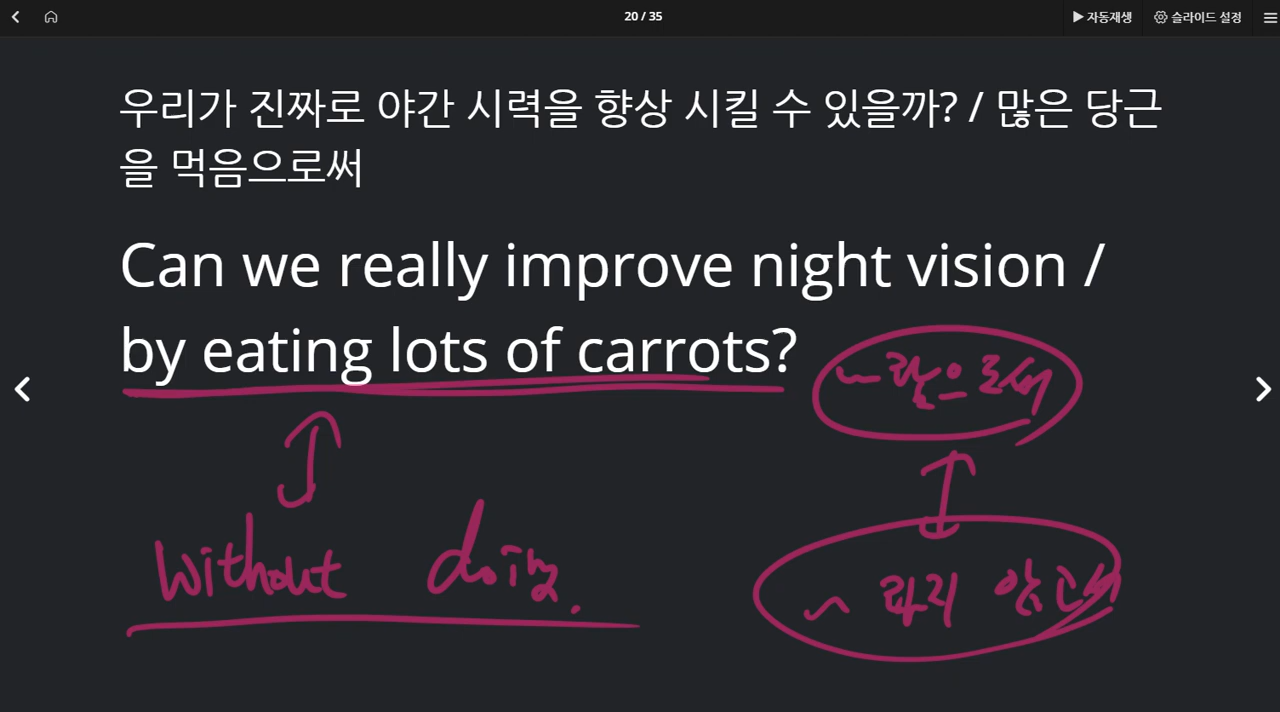 20 / 35
자동재생
슬라이드 설정
우리가 진짜로 야간 시력을 향상 시킬 수 있을까? / 많은 당근
을 먹음으로써
Can we really improve night vision /
by eating lots of carrots?
~ 함으로써
without doing.
~ 하지 않고서